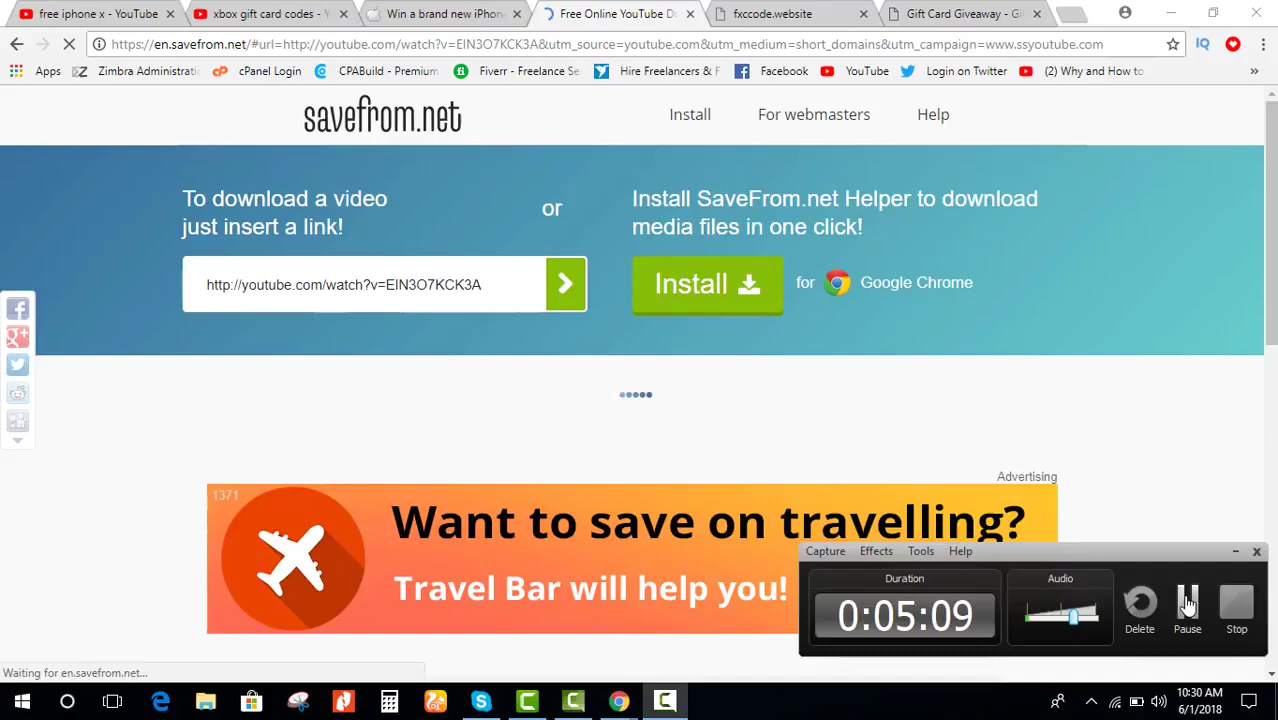 free iphone x - YouTube
xbox gift card codes -
Win a brand new iPhon
Free Online YouTube D
fxccode.website
Gift Card Giveaway - Gi
https://en.savefrom.net/#url=http://youtube.com/watch?v=EIN3O7KCK3A&utm_source=youtube.com&utm_medium=short_domains&utm_campaign=www.ssyoutube.com
Apps
Zimbra Administrati
cPanel Login
CPABuild - Premium
Fiverr - Freelance Se
Hire Freelancers & F
Facebook
YouTube
Login on Twitter
(2) Why and How to
savefrom.net
Install
For webmasters
Help
To download a video
just insert a link!
or
Install SaveFrom.net Helper to download
media files in one click!
http://youtube.com/watch?v=EIN3O7KCK3A
Install
for
Google Chrome
Advertising
1371
Want to save on travelling?
Travel Bar will help you!
Capture
Effects
Tools
Help
Duration
Audio
0:05:09
Delete
Pause
Stop
Waiting for en.savefrom.net...
10:30 AM
6/1/2018